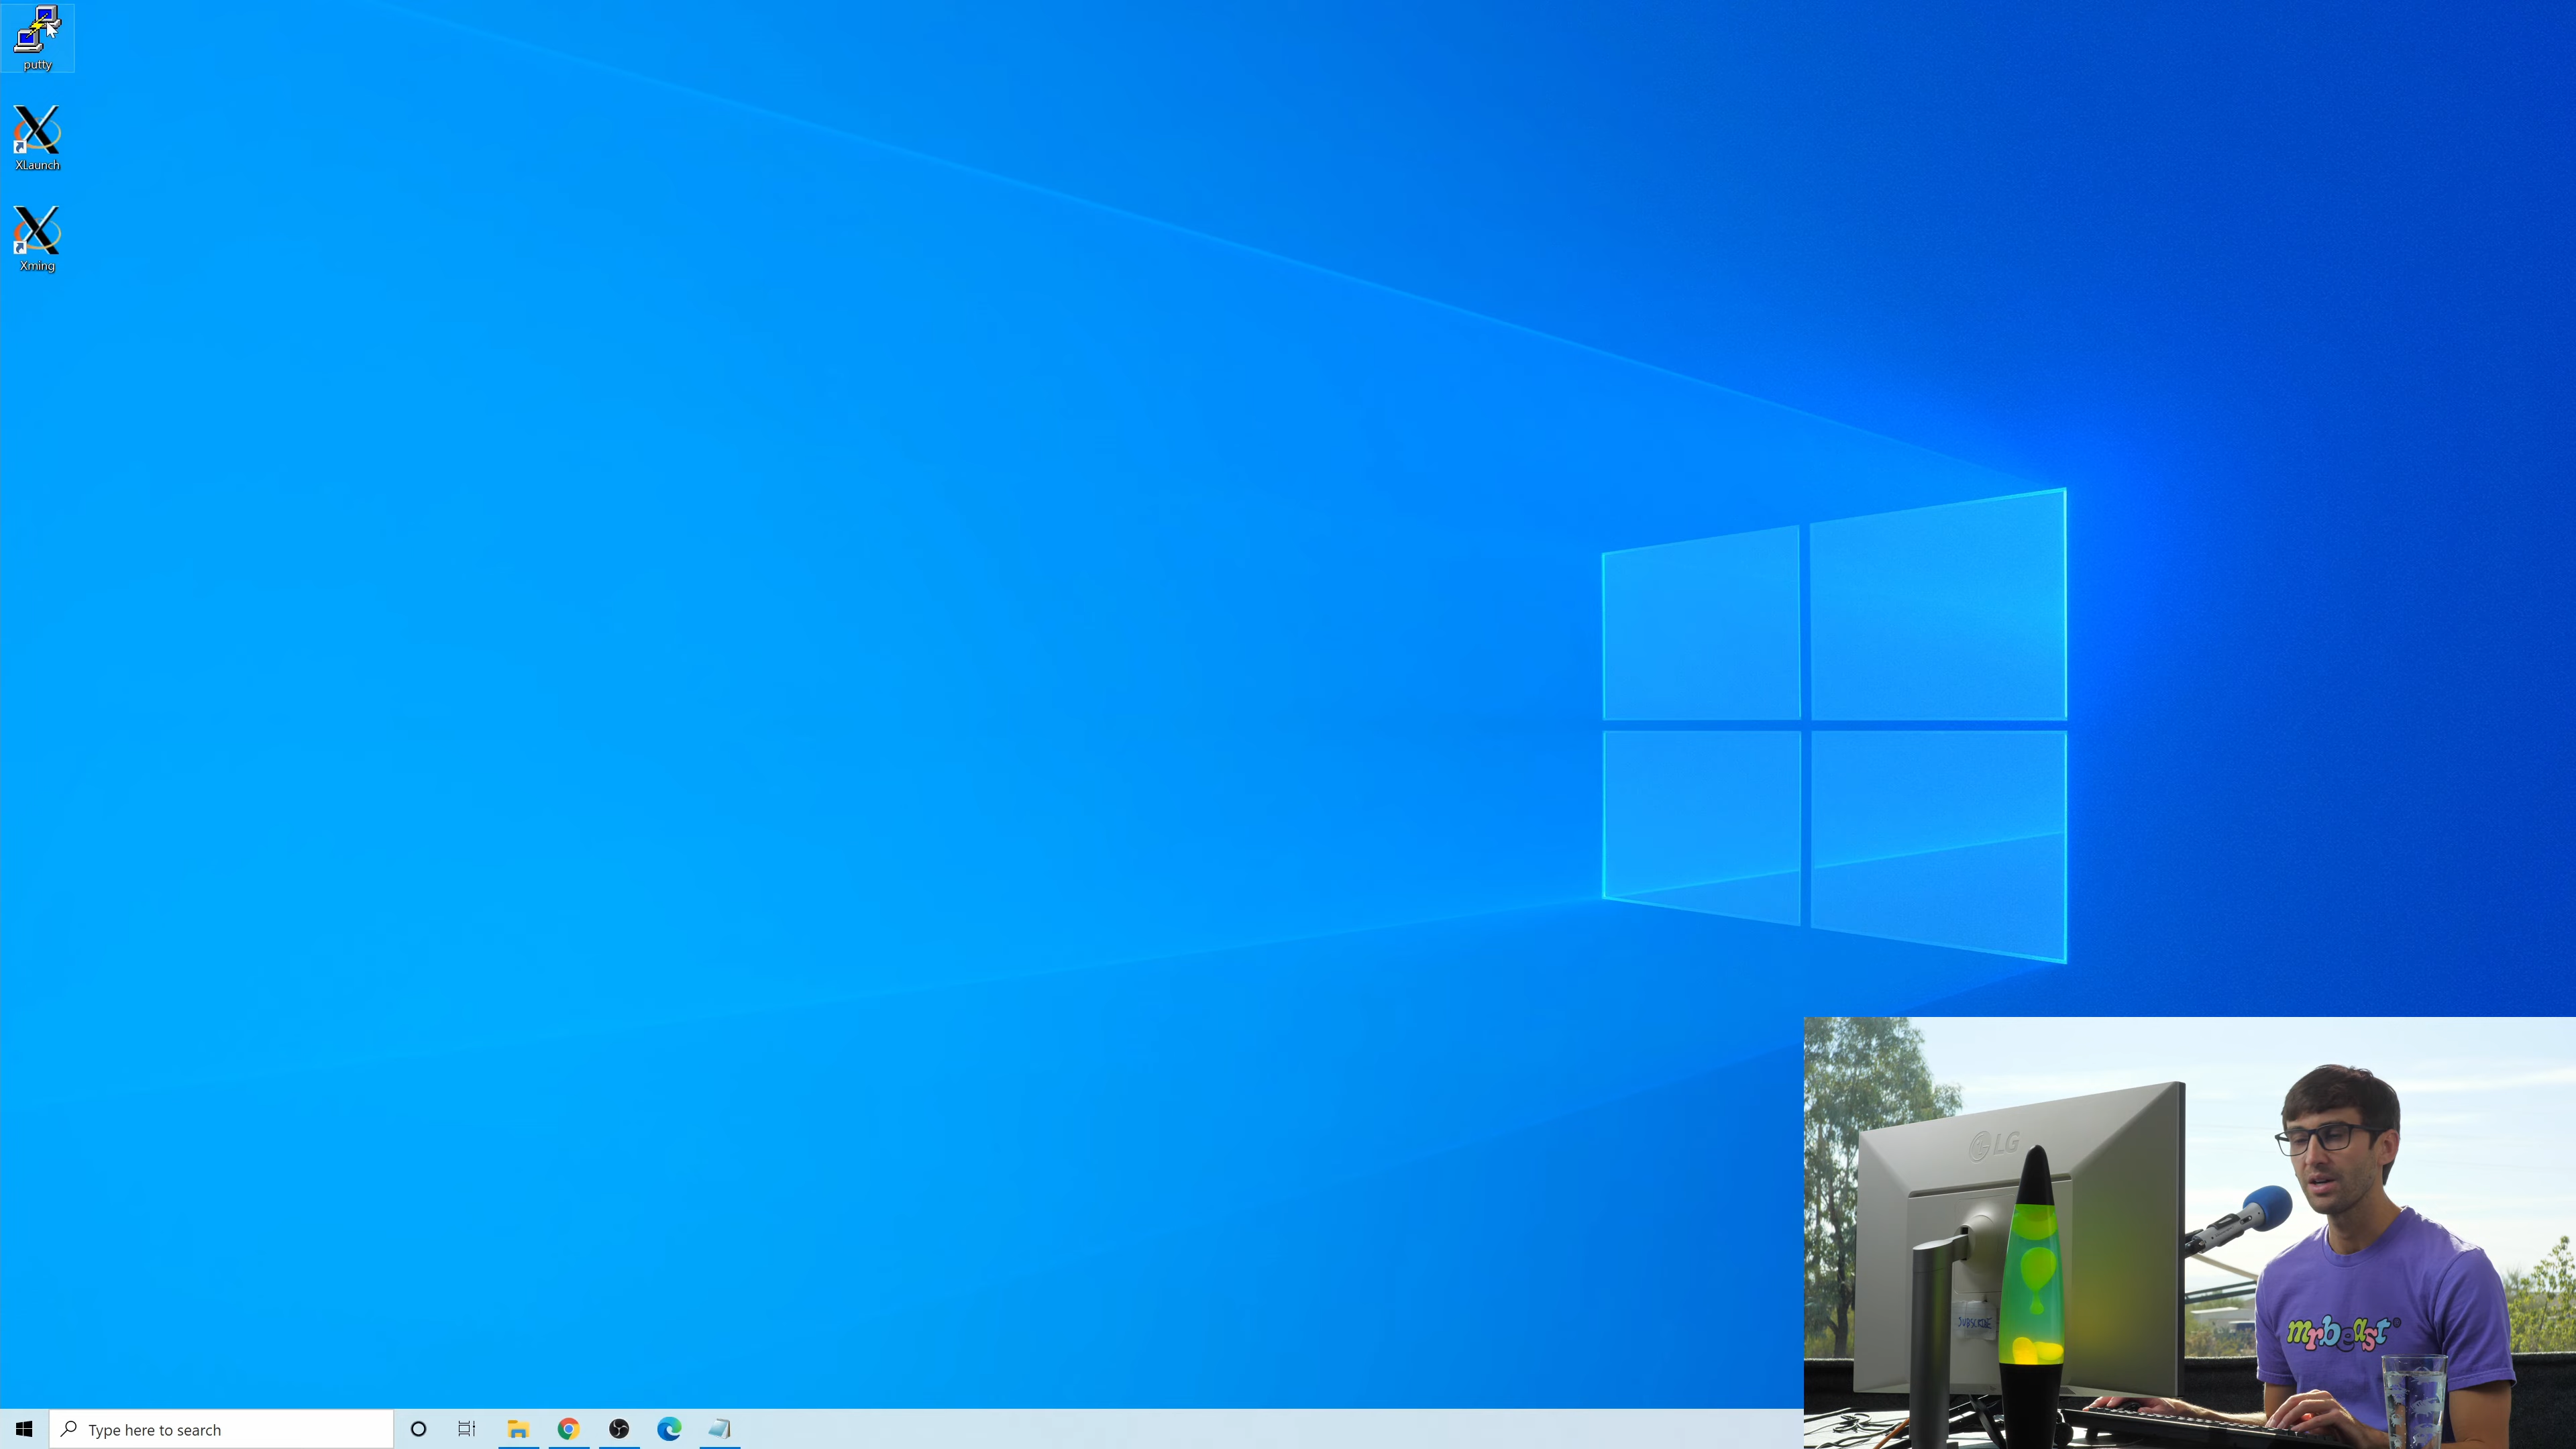 putty
XLaunch
Xming
Type here to search
LG
SUBSCRIBE
mrbeast®